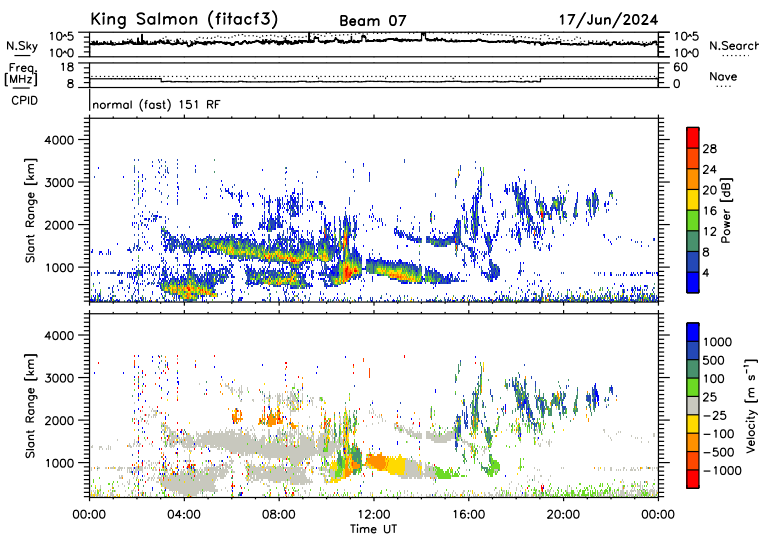 King Salmon (fitacf3) Beam 07 17/Jun/2024
N.Sky 10^5 10^0 10^5 10^0 N.Search
Freq. [MHz] 18 8 60 0 Nave
CPID normal (fast) 151 RF
Slant Range [km] 4000 3000 2000 1000
Power [dB] 28 24 20 16 12 8 4
Slant Range [km] 4000 3000 2000 1000
Velocity [m s⁻¹] 1000 500 100 25 −25 −100 −500 −1000
00:00 04:00 08:00 12:00 16:00 20:00 00:00
Time UT